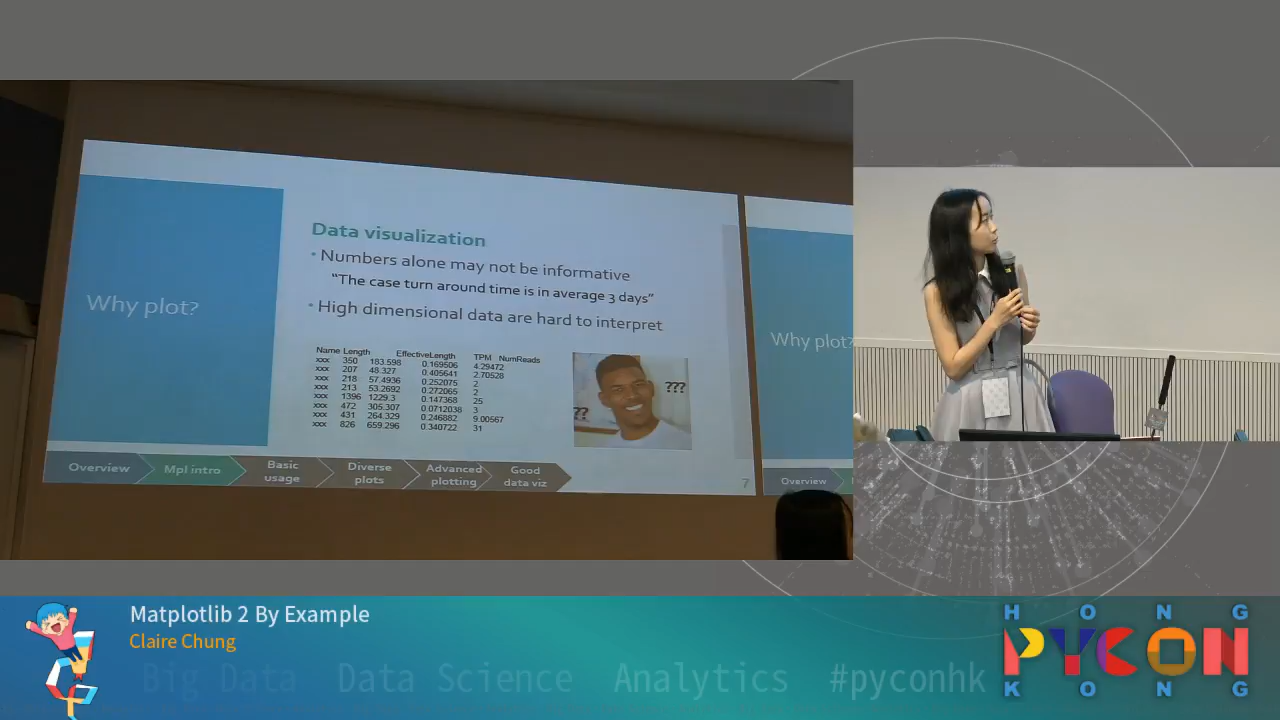 Why plot?
Data visualization
• Numbers alone may not be informative
“The case turn around time is in average 3 days”
• High dimensional data are hard to interpret
Name Length EffectiveLength TPM NumReads
xxx 350 183.598 0.169506 4.29472
xxx 207 48.327 0.405641 2.70528
xxx 218 57.4936 0.252075 2
xxx 213 53.2692 0.272065 2
xxx 1396 1229.3 0.147368 25
xxx 472 305.307 0.0712038 3
xxx 431 264.329 0.246882 9.00567
xxx 826 659.296 0.340722 31
???
??
Overview
Mpl intro
Basic
usage
Diverse
plots
Advanced
plotting
Good
data viz
7
Why plot?
Overview
Matplotlib 2 By Example
Claire Chung
Big Data Data Science Analytics #pyconhk
HONG
PYCON
KONG